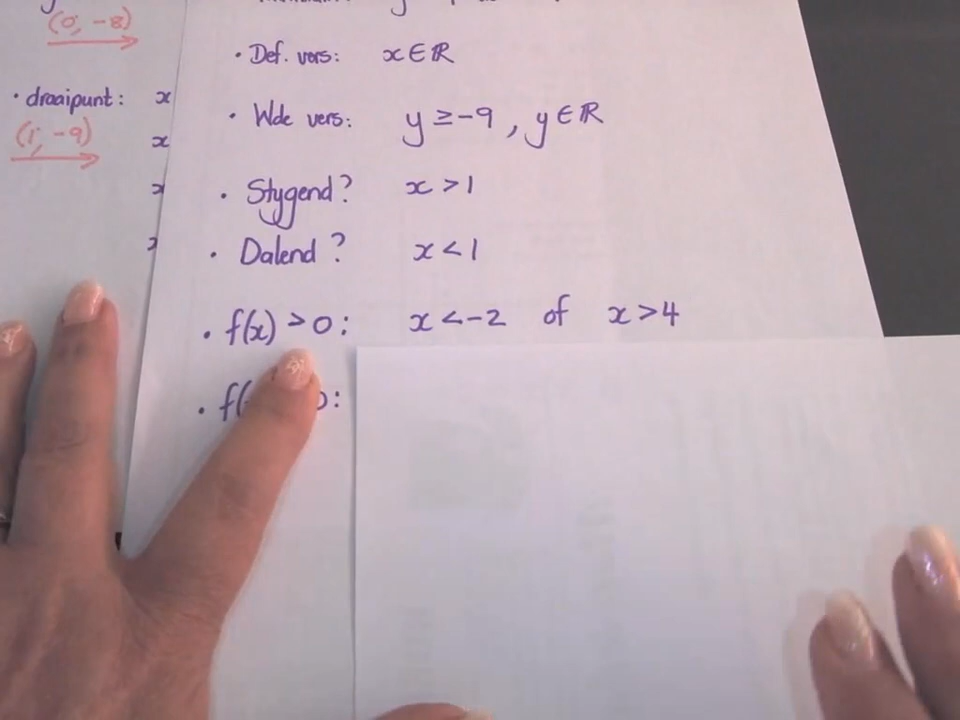 (0, -8)
• draaipunt: x
(1, -9)
x
x
• Def. vers: x ∈ ℝ
• Wde vers: y ≥ -9, y ∈ ℝ
• Stygend? x > 1
• Dalend? x < 1
• f(x) > 0: x < -2 of x > 4
• f(